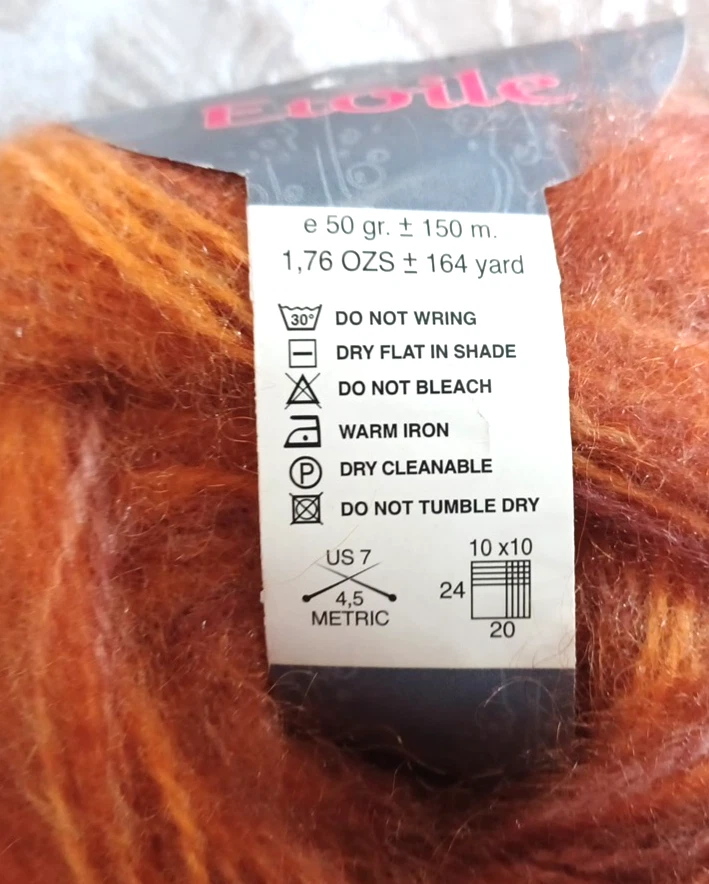 Etoile
e 50 gr. ± 150 m.
1,76 OZS ± 164 yard
30° DO NOT WRING
DRY FLAT IN SHADE
DO NOT BLEACH
WARM IRON
P DRY CLEANABLE
DO NOT TUMBLE DRY
US 7
4,5
METRIC
10 x10
24
20